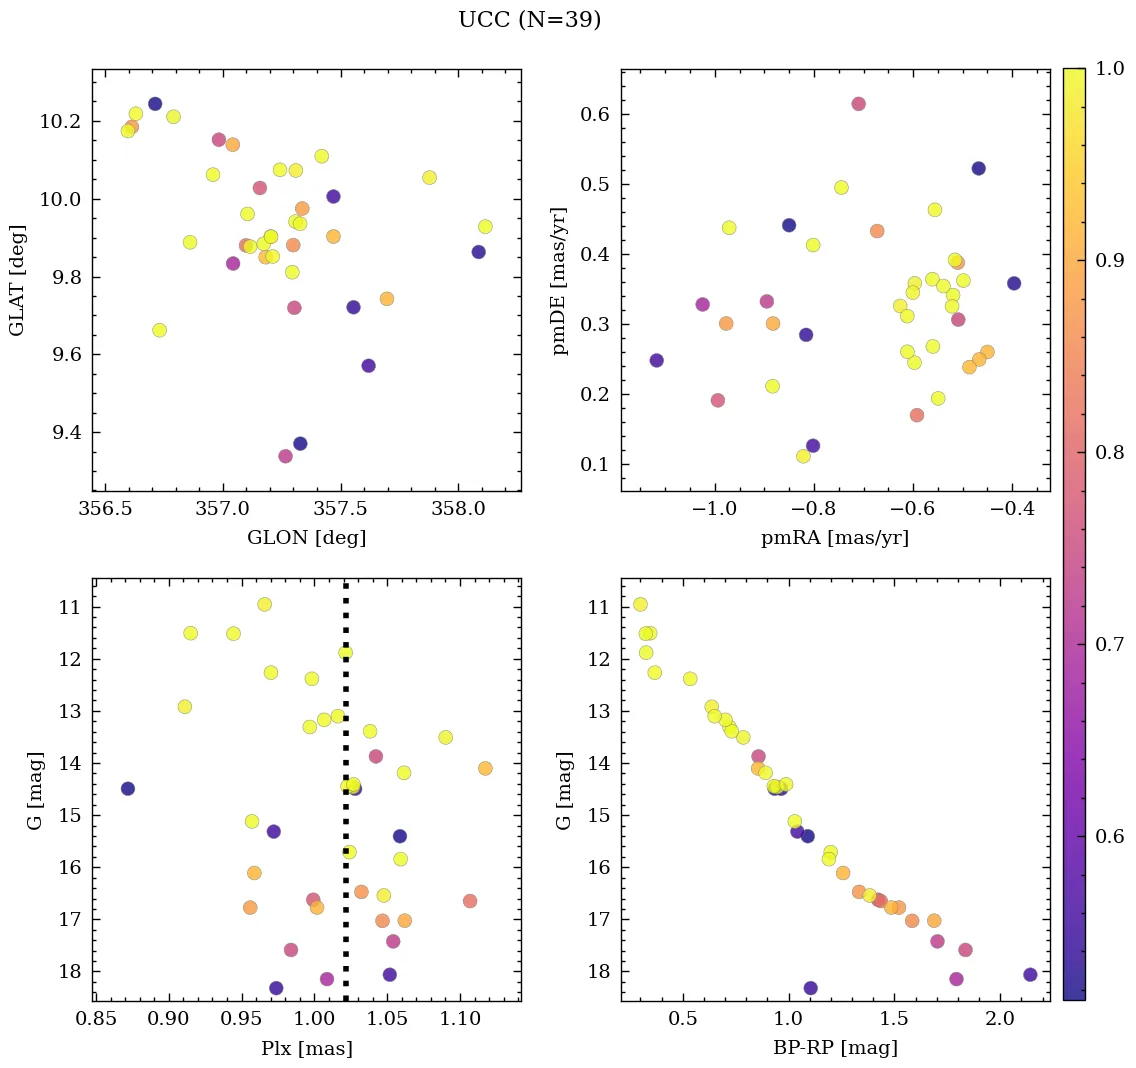 UCC (N=39)
10.2
10.0
9.8
9.6
9.4
GLAT [deg]
356.5 357.0 357.5 358.0
GLON [deg]
0.6
0.5
0.4
0.3
0.2
0.1
pmDE [mas/yr]
−1.0 −0.8 −0.6 −0.4
pmRA [mas/yr]
1.0
0.9
0.8
0.7
0.6
11
12
13
14
15
16
17
18
G [mag]
0.85 0.90 0.95 1.00 1.05 1.10
Plx [mas]
11
12
13
14
15
16
17
18
G [mag]
0.5 1.0 1.5 2.0
BP-RP [mag]